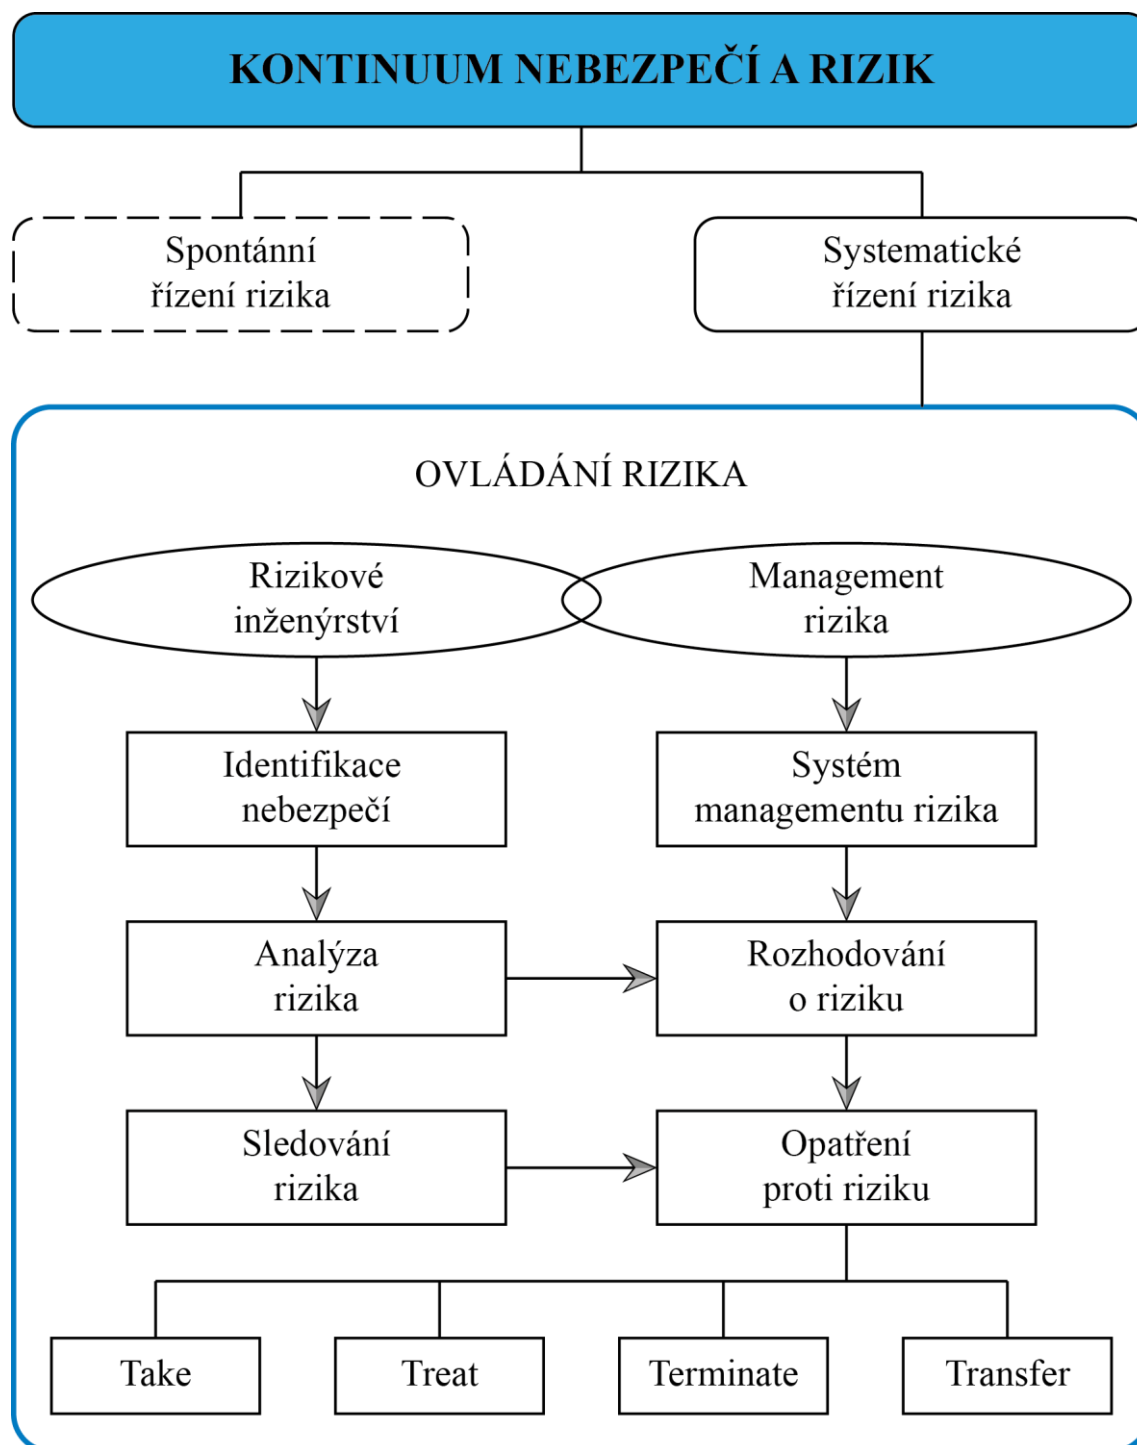 KONTINUUM NEBEZPEČÍ A RIZIK
Spontánní
řízení rizika
Systematické
řízení rizika
OVLÁDÁNÍ RIZIKA
Rizikové
inženýrství
Management
rizika
Identifikace
nebezpečí
Systém
managementu rizika
Analýza
rizika
Rozhodování
o riziku
Sledování
rizika
Opatření
proti riziku
Take
Treat
Terminate
Transfer